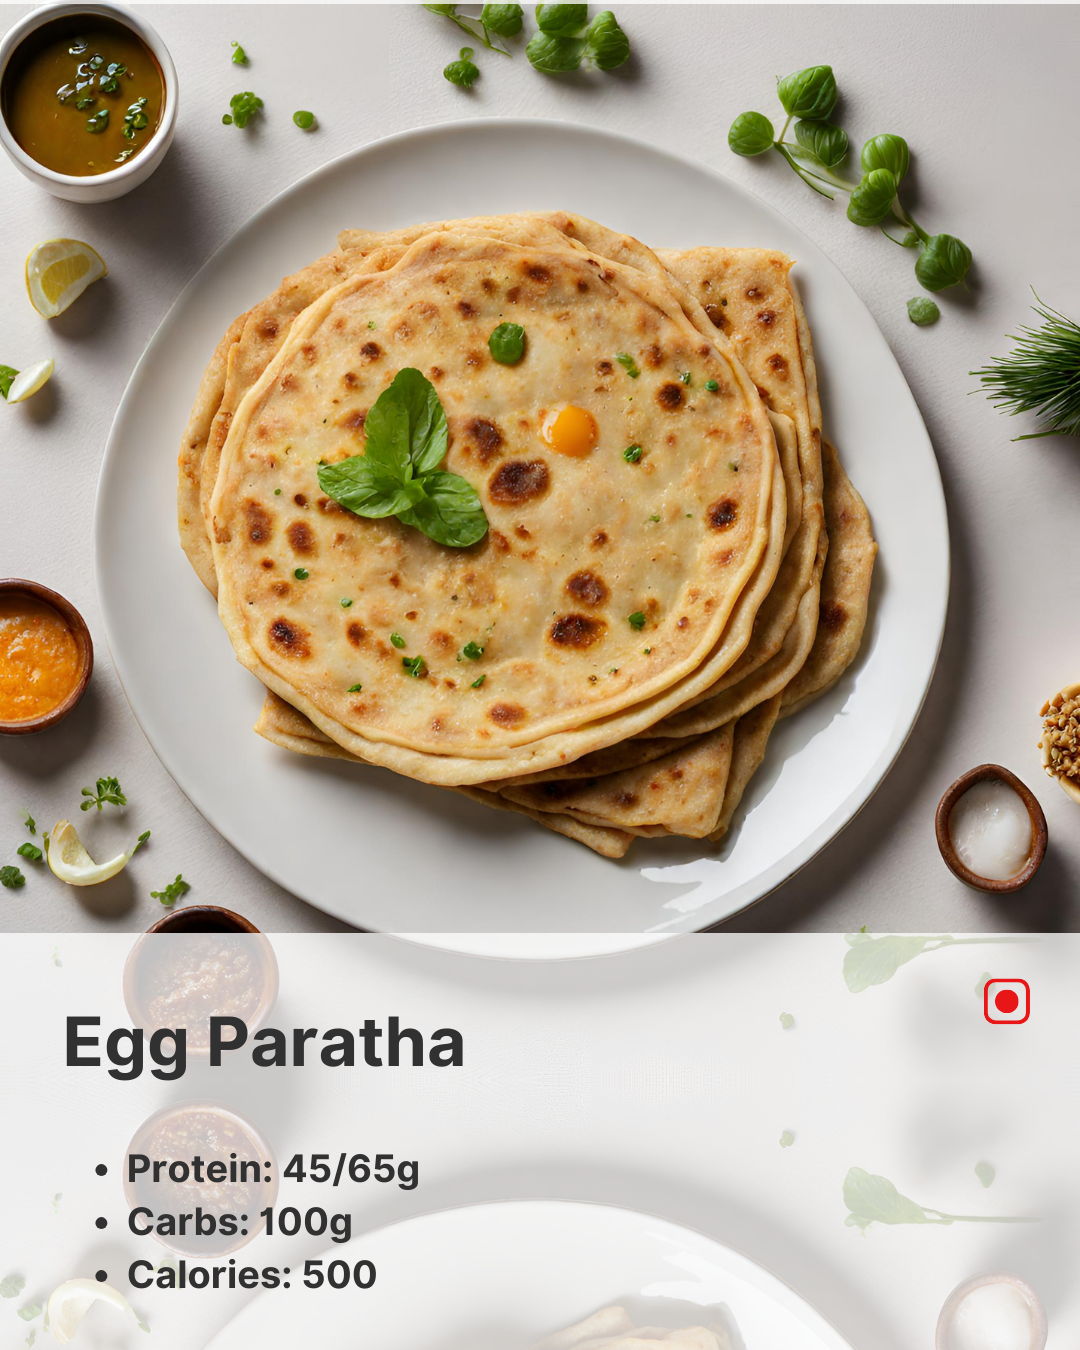 Egg Paratha
• Protein: 45/65g
• Carbs: 100g
• Calories: 500